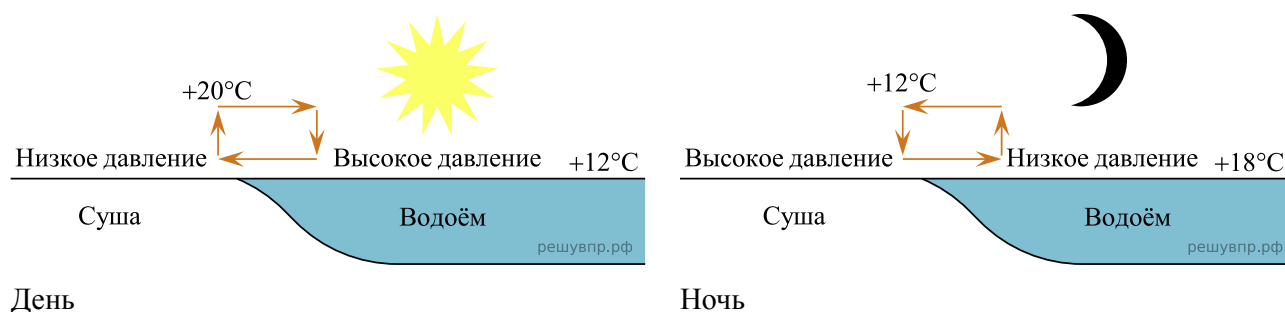 +20°C
Низкое давление
Высокое давление
+12°C
Суша
Водоём
решувпр.рф
День
+12°C
Высокое давление
Низкое давление
+18°C
Суша
Водоём
решувпр.рф
Ночь